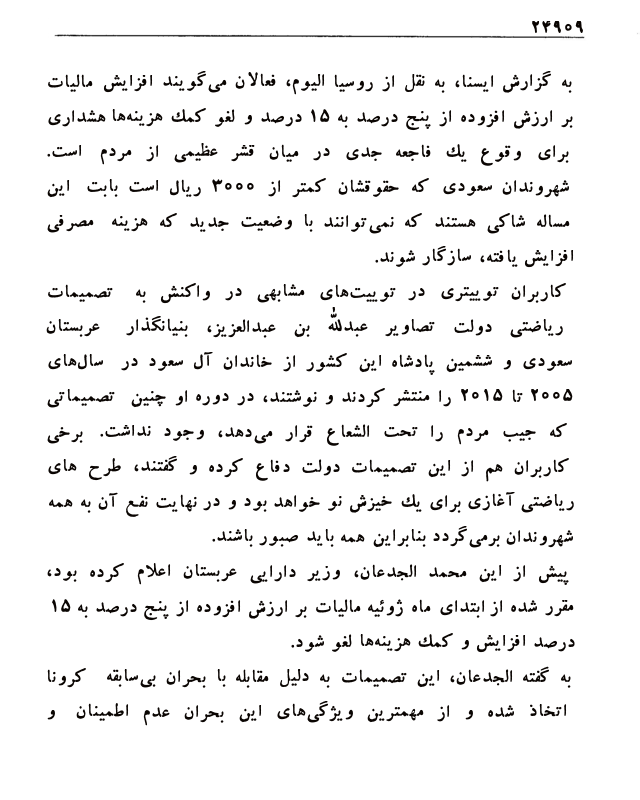 ۲۴۹۰۹
به گزارش ایسنا، به نقل از روسیا الیوم، فعالان می‌گویند افزایش مالیات
بر ارزش افزوده از پنج درصد به ۱۵ درصد و لغو کمک هزینه‌ها هشداری
برای وقوع یک فاجعه جدی در میان قشر عظیمی از مردم است.
شهروندان سعودی که حقوقشان کمتر از ۳۰۰۰ ریال است بابت این
مساله شاکی هستند که نمی‌توانند با وضعیت جدید که هزینه مصرفی
افزایش یافته، سازگار شوند.
کاربران توییتری در توییت‌های مشابهی در واکنش به تصمیمات
ریاضتی دولت تصاویر عبدلله بن عبدالعزیز، بنیانگذار عربستان
سعودی و ششمین پادشاه این کشور از خاندان آل سعود در سال‌های
۲۰۰۵ تا ۲۰۱۵ را منتشر کردند و نوشتند، در دوره او چنین تصمیماتی
که جیب مردم را تحت الشعاع قرار می‌دهد، وجود نداشت. برخی
کاربران هم از این تصمیمات دولت دفاع کرده و گفتند، طرح های
ریاضتی آغازی برای یک خیزش نو خواهد بود و در نهایت نفع آن به همه
شهروندان برمی‌گردد بنابراین همه باید صبور باشند.
پیش از این محمد الجدعان، وزیر دارایی عربستان اعلام کرده بود،
مقرر شده از ابتدای ماه ژوئیه مالیات بر ارزش افزوده از پنج درصد به ۱۵
درصد افزایش و کمک هزینه‌ها لغو شود.
به گفته الجدعان، این تصمیمات به دلیل مقابله با بحران بی‌سابقه کرونا
اتخاذ شده و از مهمترین ویژگی‌های این بحران عدم اطمینان و